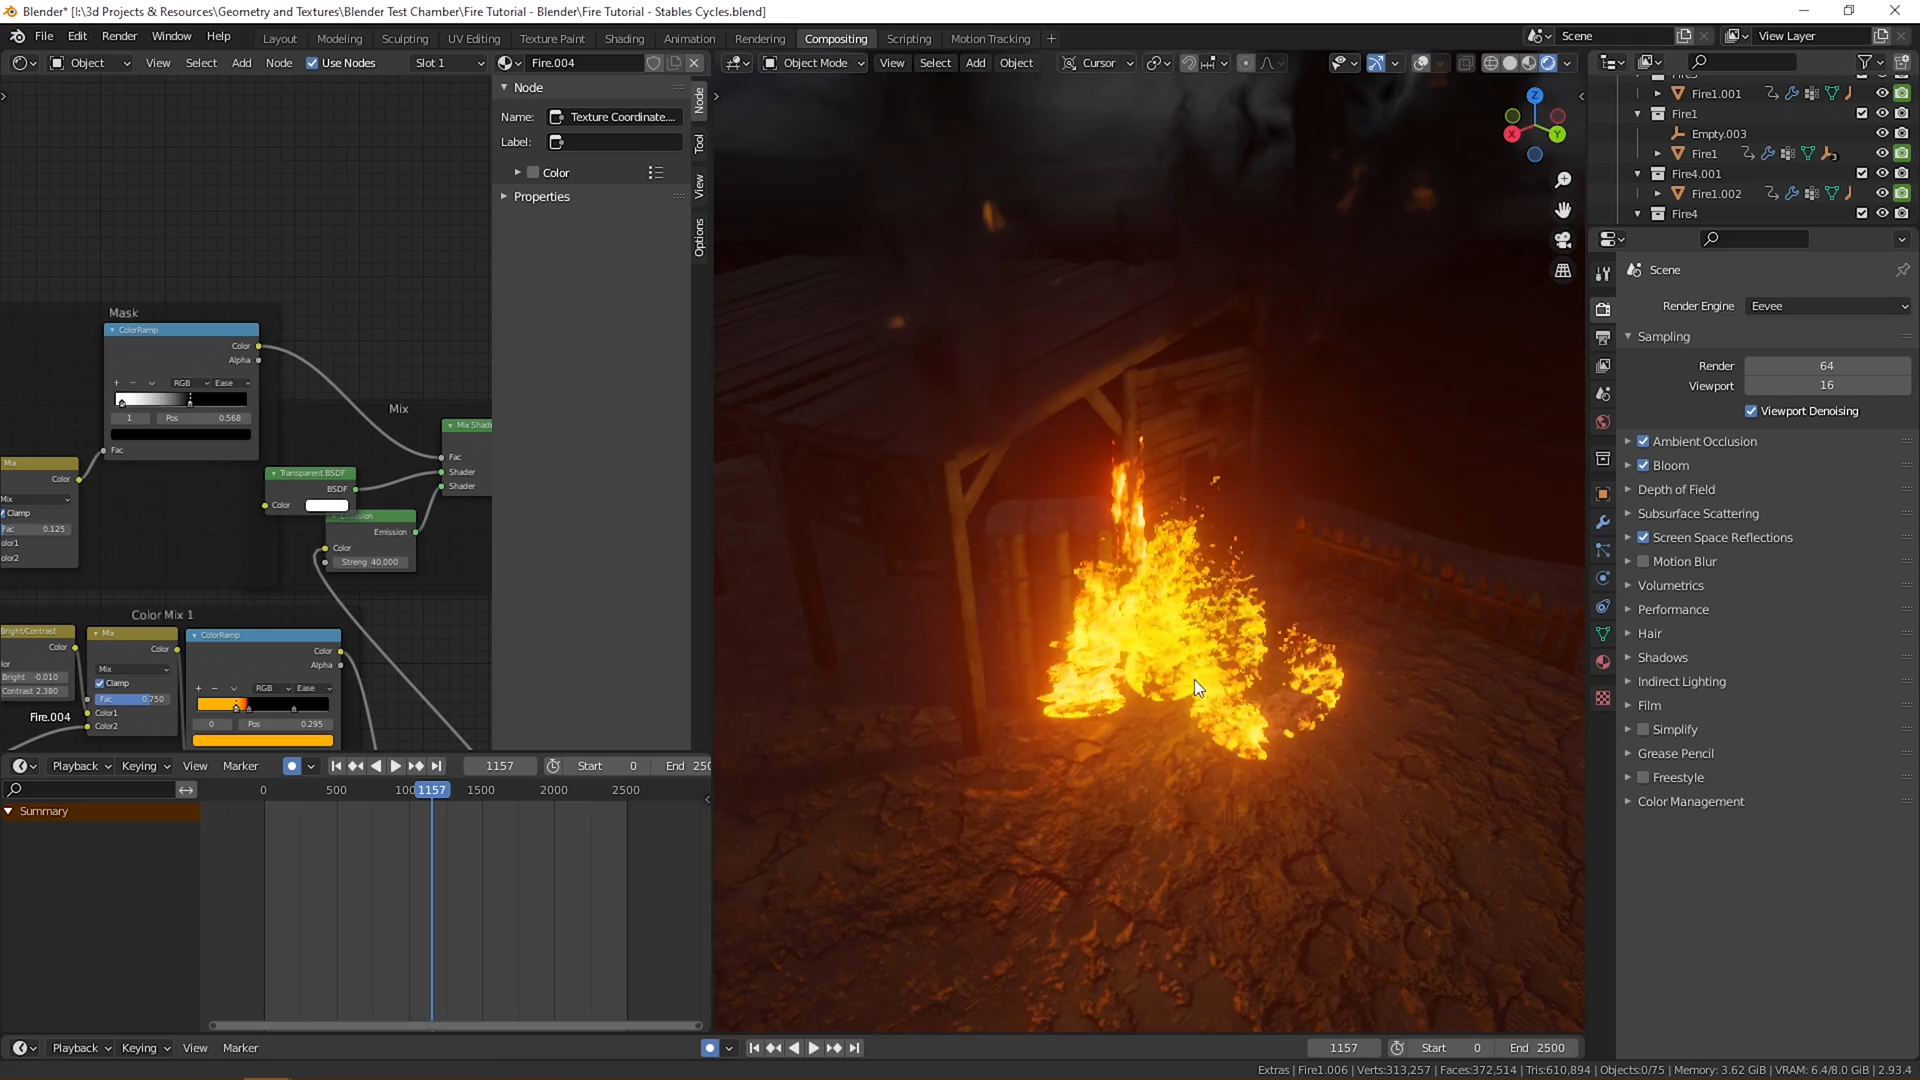 Blender* [I:\3d Projects & Resources\Geometry and Textures\Blender Test Chamber\Fire Tutorial - Blender\Fire Tutorial - Stables Cycles.blend]
File Edit Render Window Help Layout Modeling Sculpting UV Editing Texture Paint Shading Animation Rendering Compositing Scripting Motion Tracking + Scene View Layer
Object View Select Add Node Use Nodes Slot 1 Fire.004 Object Mode View Select Add Object Cursor
Node
Name: Texture Coordinate....
Label:
Color
Properties
Node
Tool
View
Options
Z
X
Y
Fire1.001
Fire1
Empty.003
Fire1 3
Fire4.001
Fire1.002
Fire4
Scene
Render Engine Eevee
Sampling
Render 64
Viewport 16
Viewport Denoising
Ambient Occlusion
Bloom
Depth of Field
Subsurface Scattering
Screen Space Reflections
Motion Blur
Volumetrics
Performance
Hair
Shadows
Indirect Lighting
Film
Simplify
Grease Pencil
Freestyle
Color Management
Mask
ColorRamp
Color
Alpha
+ − RGB Ease
1 Pos 0.568
Fac
Mix
Color
Mix
Clamp
Fac 0.125
olor1
olor2
Mix
Mix Shade
Fac
Shader
Shader
Transparent BSDF
BSDF
Color
Emission
Color
Streng 40.000
Color Mix 1
Bright/Contrast
Color
lor
Bright -0.010
Contrast 2.380
Mix
Color
Mix
Clamp
Fac 0.750
Color1
Color2
ColorRamp
Color
Alpha
+ − RGB Ease
0 Pos 0.295
Fire.004
Playback Keying View Marker 1157 Start 0 End 250
0 500 100 1157 1500 2000 2500
Summary
Playback Keying View Marker 1157 Start 0 End 2500
Extras | Fire1.006 | Verts:313,257 | Faces:372,514 | Tris:610,894 | Objects:0/75 | Memory: 3.62 GiB | VRAM: 6.4/8.0 GiB | 2.93.4